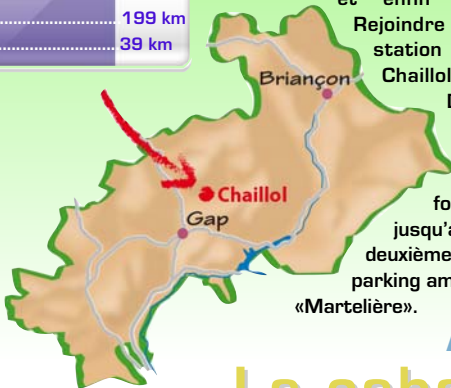 199 km
39 km
et enfin
Rejoindre
station
Chaillol
Briançon
Chaillol
Gap
jusqu'a
deuxième
parking am
«Martelière».